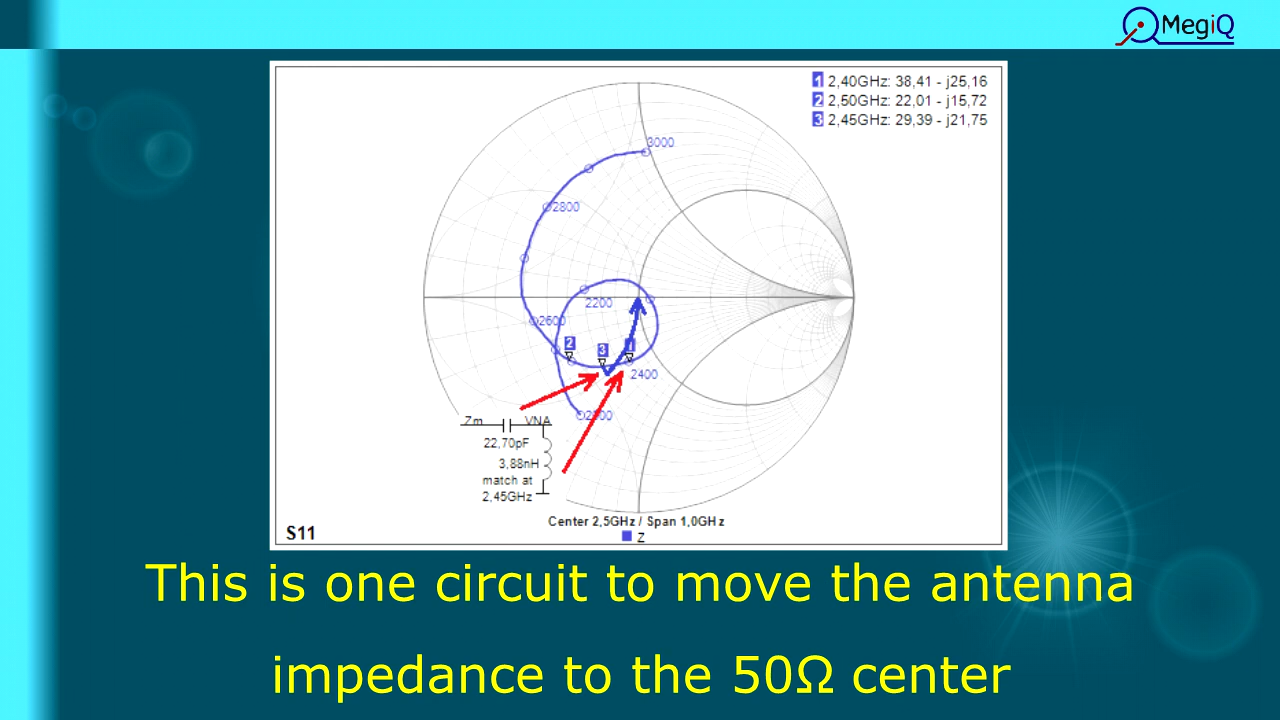 MegiQ
1 2,40GHz: 38,41 - j25,16
2 2,50GHz: 22,01 - j15,72
3 2,45GHz: 29,39 - j21,75
3000
2800
2200
2600
2 3 1
2400
2000
Zm VNA
22,70pF
3,88nH
match at
2,45GHz
Center 2,5GHz / Span 1,0GHz
S11
Z
This is one circuit to move the antenna
impedance to the 50Ω center